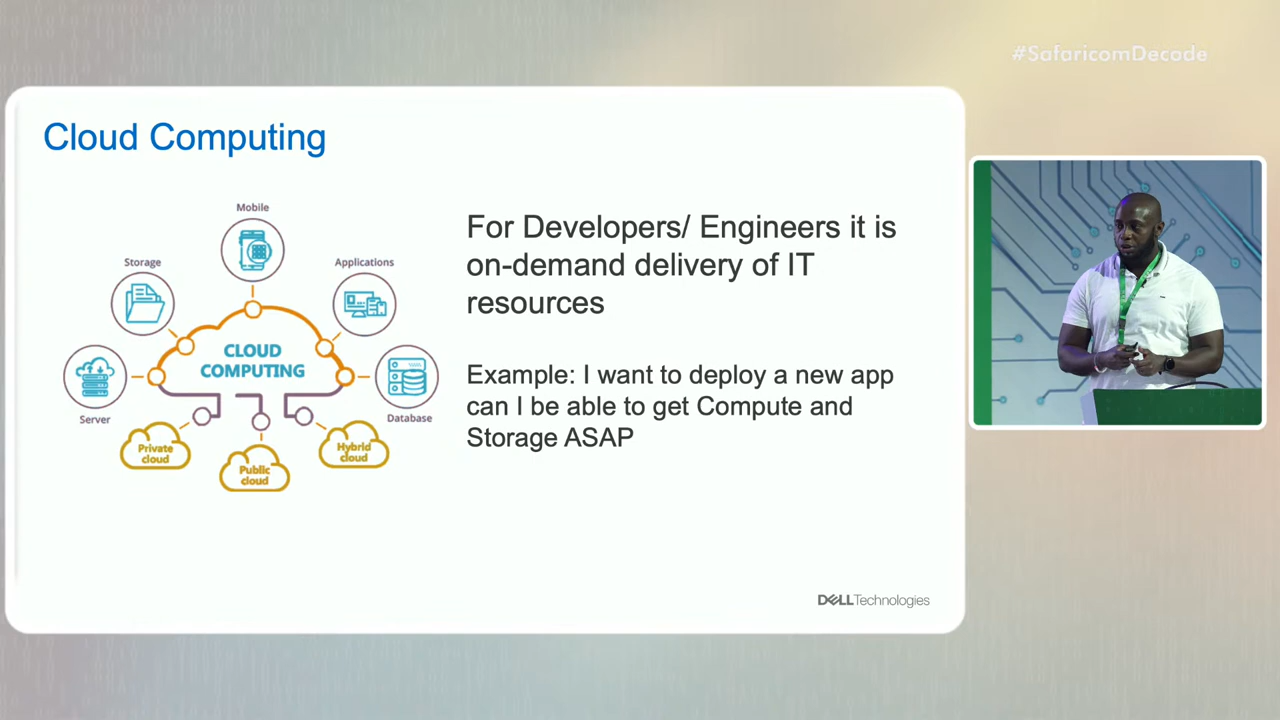 #SafaricomDecade
Cloud Computing
Mobile
Storage
Applications
CLOUD
COMPUTING
Server
Database
Private
cloud
Public
cloud
Hybrid
cloud
For Developers/ Engineers it is
on-demand delivery of IT
resources
Example: I want to deploy a new app
can I be able to get Compute and
Storage ASAP
DELLTechnologies